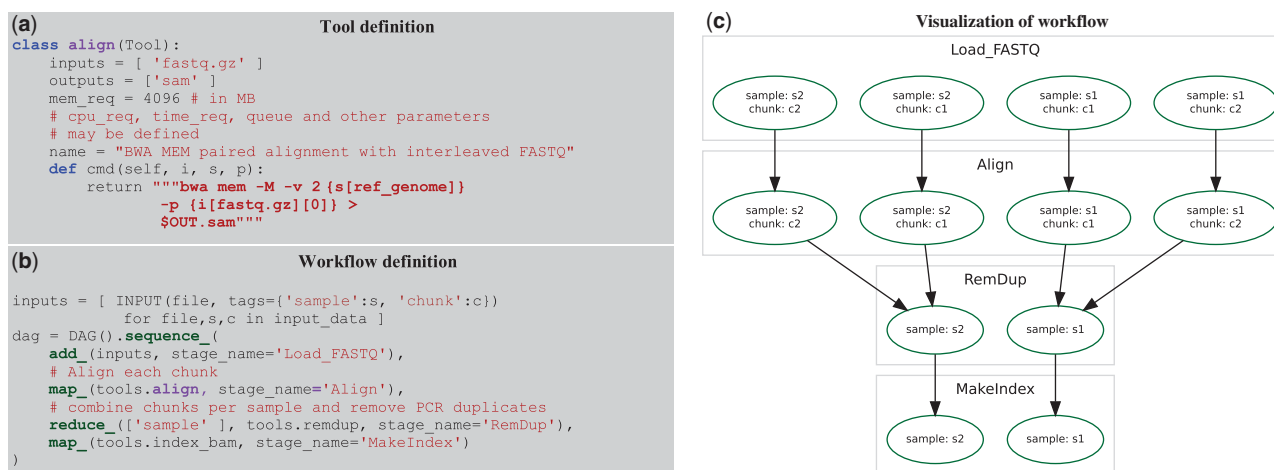 (a) Tool definition
class align(Tool):
    inputs = [ 'fastq.gz' ]
    outputs = ['sam' ]
    mem_req = 4096 # in MB
    # cpu_req, time_req, queue and other parameters
    # may be defined
    name = "BWA MEM paired alignment with interleaved FASTQ"
    def cmd(self, i, s, p):
        return """bwa mem -M -v 2 {s[ref_genome]}
                -p {i[fastq.gz][0]} >
                $OUT.sam"""
(b) Workflow definition
inputs = [ INPUT(file, tags={'sample':s, 'chunk':c})
            for file,s,c in input_data ]
dag = DAG().sequence_(
    add_(inputs, stage_name='Load_FASTQ'),
    # Align each chunk
    map_(tools.align, stage_name='Align'),
    # combine chunks per sample and remove PCR duplicates
    reduce_(['sample' ], tools.remdup, stage_name='RemDup'),
    map_(tools.index_bam, stage_name='MakeIndex')
)
(c) Visualization of workflow
Load_FASTQ
sample: s2
chunk: c2
sample: s2
chunk: c1
sample: s1
chunk: c1
sample: s1
chunk: c2
Align
sample: s2
chunk: c2
sample: s2
chunk: c1
sample: s1
chunk: c1
sample: s1
chunk: c2
RemDup
sample: s2
sample: s1
MakeIndex
sample: s2
sample: s1